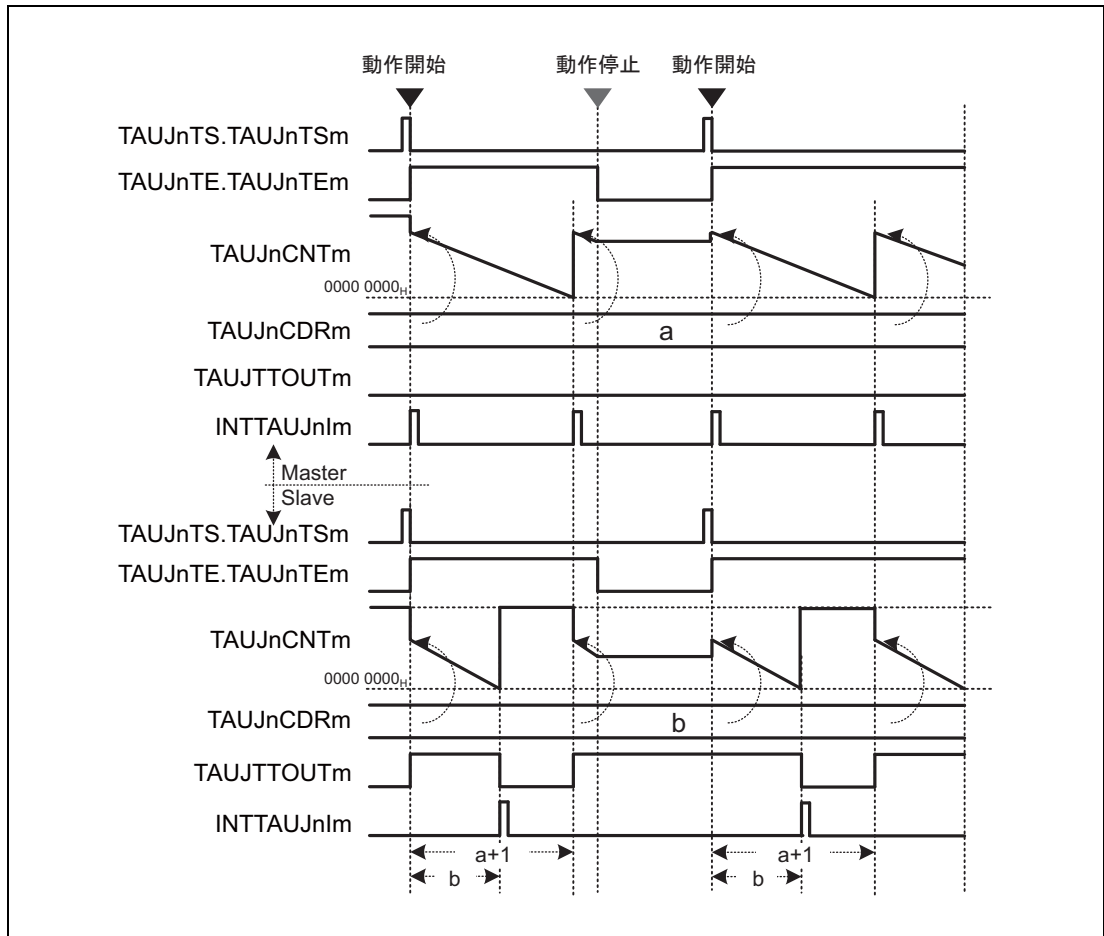 動作開始 動作停止 動作開始
TAUJnTS.TAUJnTSm
TAUJnTE.TAUJnTEm
TAUJnCNTm
0000 0000H
TAUJnCDRm
a
TAUJTTOUTm
INTTAUJnIm
Master
Slave
TAUJnTS.TAUJnTSm
TAUJnTE.TAUJnTEm
TAUJnCNTm
0000 0000H
TAUJnCDRm
b
TAUJTTOUTm
INTTAUJnIm
a+1 a+1
b b